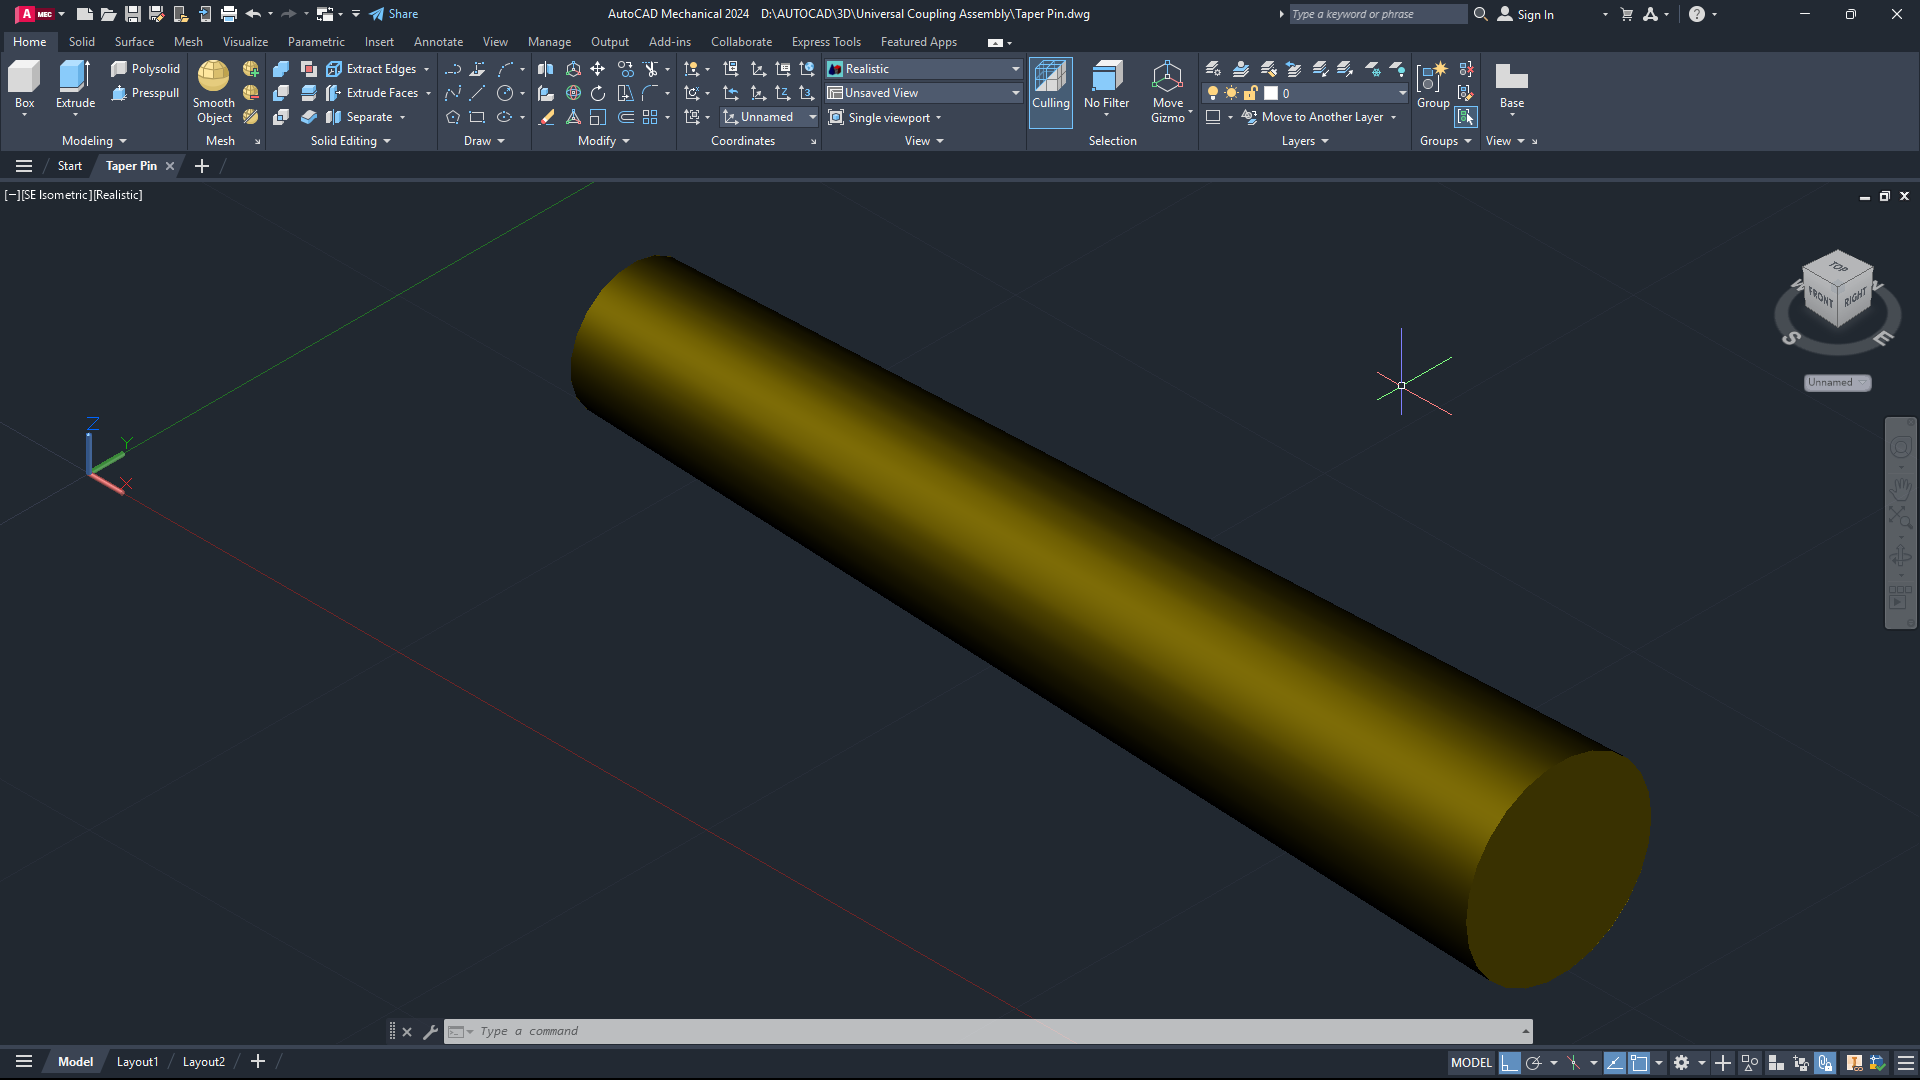 A MEC Share AutoCAD Mechanical 2024 D:\AUTOCAD\3D\Universal Coupling Assembly\Taper Pin.dwg Type a keyword or phrase Sign In
Home Solid Surface Mesh Visualize Parametric Insert Annotate View Manage Output Add-ins Collaborate Express Tools Featured Apps
Polysolid Extract Edges Realistic
Presspull Extrude Faces Unsaved View 0
Box Extrude Smooth Object Separate Unnamed Single viewport Culling No Filter Move Gizmo Move to Another Layer Group Base
Modeling Mesh Solid Editing Draw Modify Coordinates View Selection Layers Groups View
Start Taper Pin
[−][SE Isometric][Realistic]
TOP
W N
FRONT RIGHT
S E
Unnamed
Z
Y
X
Type a command
Model Layout1 Layout2 MODEL